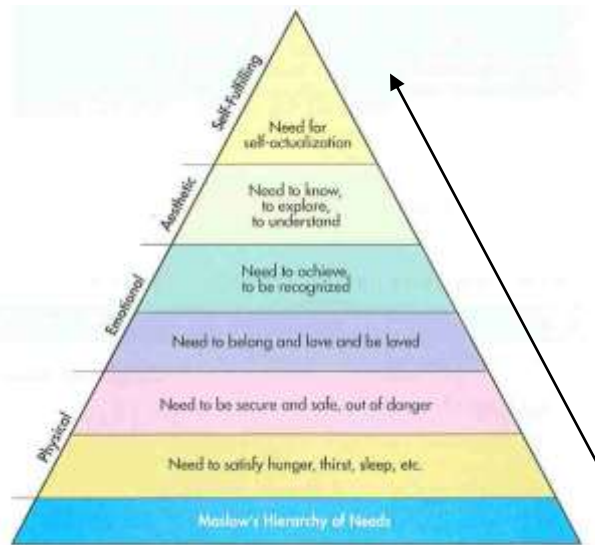 Self-Fulfilling
Need for
self-actualization
Aesthetic
Need to know,
to explore,
to understand
Emotional
Need to achieve,
to be recognized
Need to belong and love and be loved
Physical
Need to be secure and safe, out of danger
Need to satisfy hunger, thirst, sleep, etc.
Maslow's Hierarchy of Needs